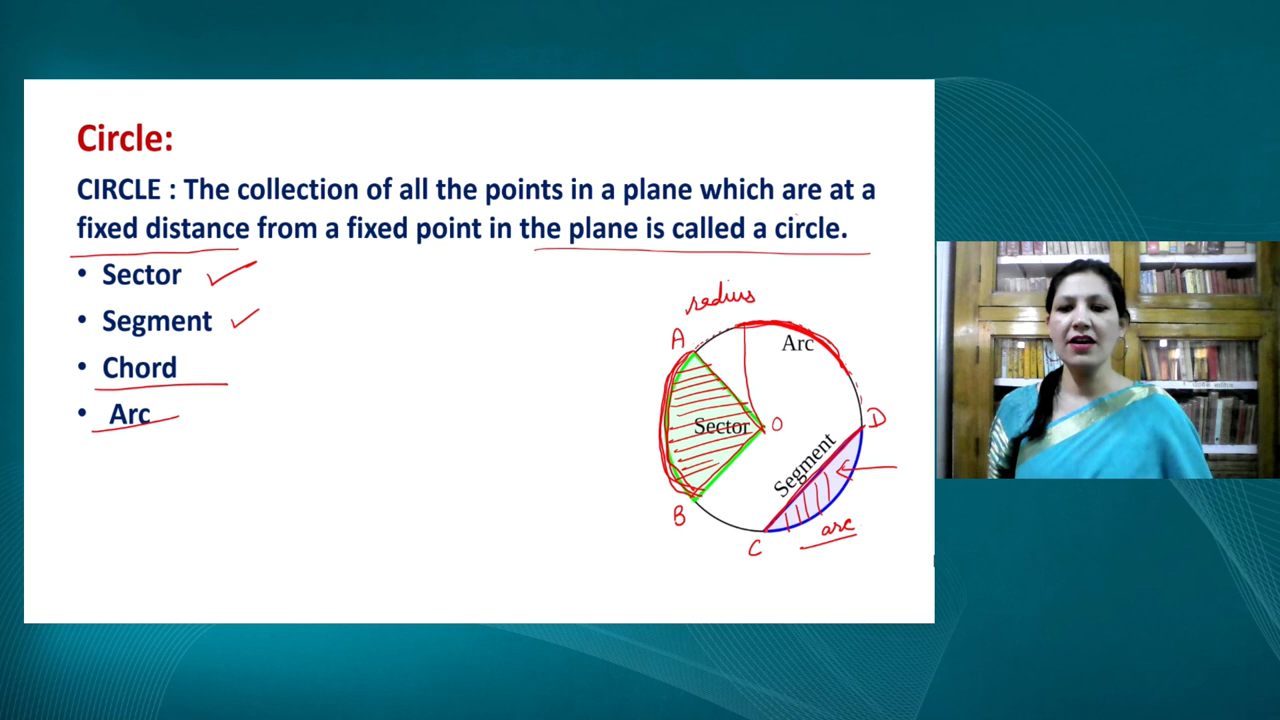 Circle:
CIRCLE : The collection of all the points in a plane which are at a
fixed distance from a fixed point in the plane is called a circle.
• Sector
• Segment
• Chord
• Arc
radius
A
Arc
Sector
O
D
Segment
B
arc
C